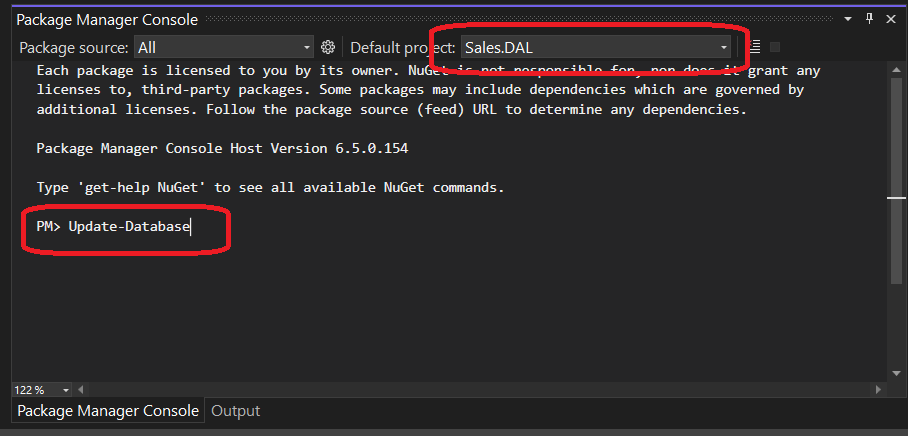 Package Manager Console
Package source: All Default project: Sales.DAL
Each package is licensed to you by its owner. NuGet is not responsible for, nor does it grant any
licenses to, third-party packages. Some packages may include dependencies which are governed by
additional licenses. Follow the package source (feed) URL to determine any dependencies.
Package Manager Console Host Version 6.5.0.154
Type 'get-help NuGet' to see all available NuGet commands.
PM> Update-Database
122 %
Package Manager Console Output